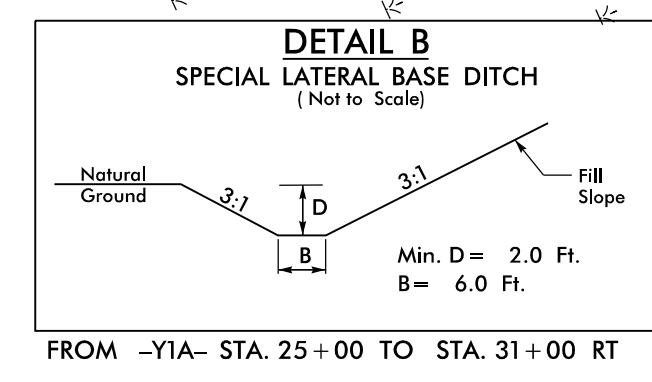 DETAIL B
SPECIAL LATERAL BASE DITCH
( Not to Scale)
Natural
Ground
3:1
D
3:1
Fill
Slope
B
Min. D = 2.0 Ft.
B= 6.0 Ft.
FROM –Y1A– STA. 25+00 TO STA. 31+00 RT